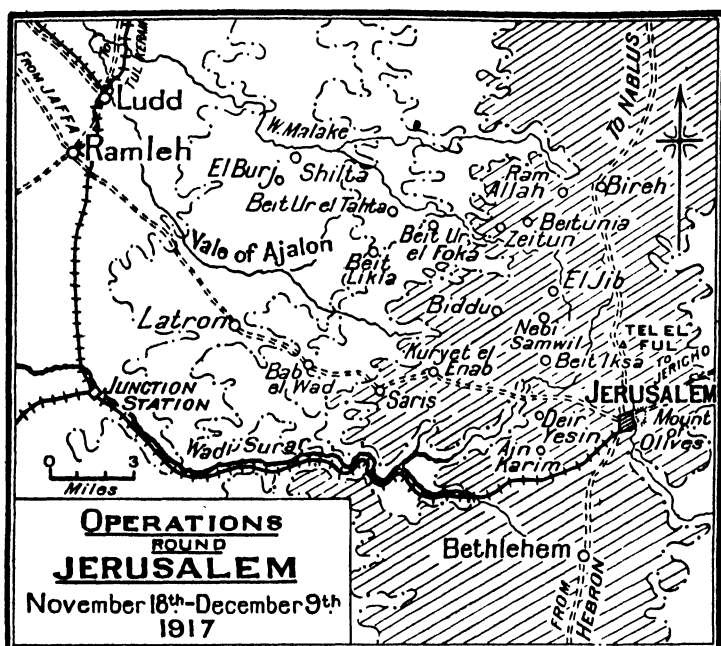 TO
TUL KERAM
FROM JAFFA
Ludd
TO NABLUS
Ramleh
W. Malake
El Burj
Shilta
Ram
Allah
Bireh
Beit Ur el Tahta
Beitunia
Zeitun
Beit Ur
el Foka
Vale of Ajalon
Beit
Likia
El Jib
Biddu
Latron
Nebi
Samwil
TEL EL
FUL
TO
JERICHO
Kuryet el
Enab
Beit Iksa
Bab
el Wad
JUNCTION
STATION
Saris
JERUSALEM
Mount
of
Olives
Deir
Yesin
Wadi Surar
Ain
Karim
0 3
Miles
OPERATIONS
ROUND
JERUSALEM
November 18th-December 9th
1917
Bethlehem
FROM
HEBRON